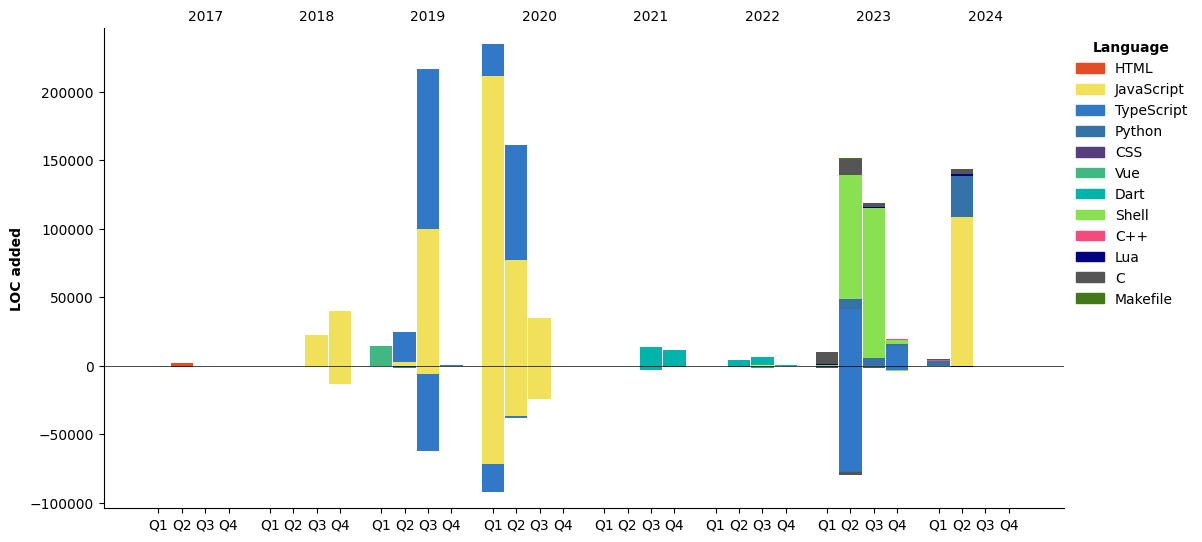 2017 2018 2019 2020 2021 2022 2023 2024
LOC added
200000
150000
100000
50000
0
−50000
−100000
Q1 Q2 Q3 Q4 Q1 Q2 Q3 Q4 Q1 Q2 Q3 Q4 Q1 Q2 Q3 Q4 Q1 Q2 Q3 Q4 Q1 Q2 Q3 Q4 Q1 Q2 Q3 Q4 Q1 Q2 Q3 Q4
Language
HTML
JavaScript
TypeScript
Python
CSS
Vue
Dart
Shell
C++
Lua
C
Makefile